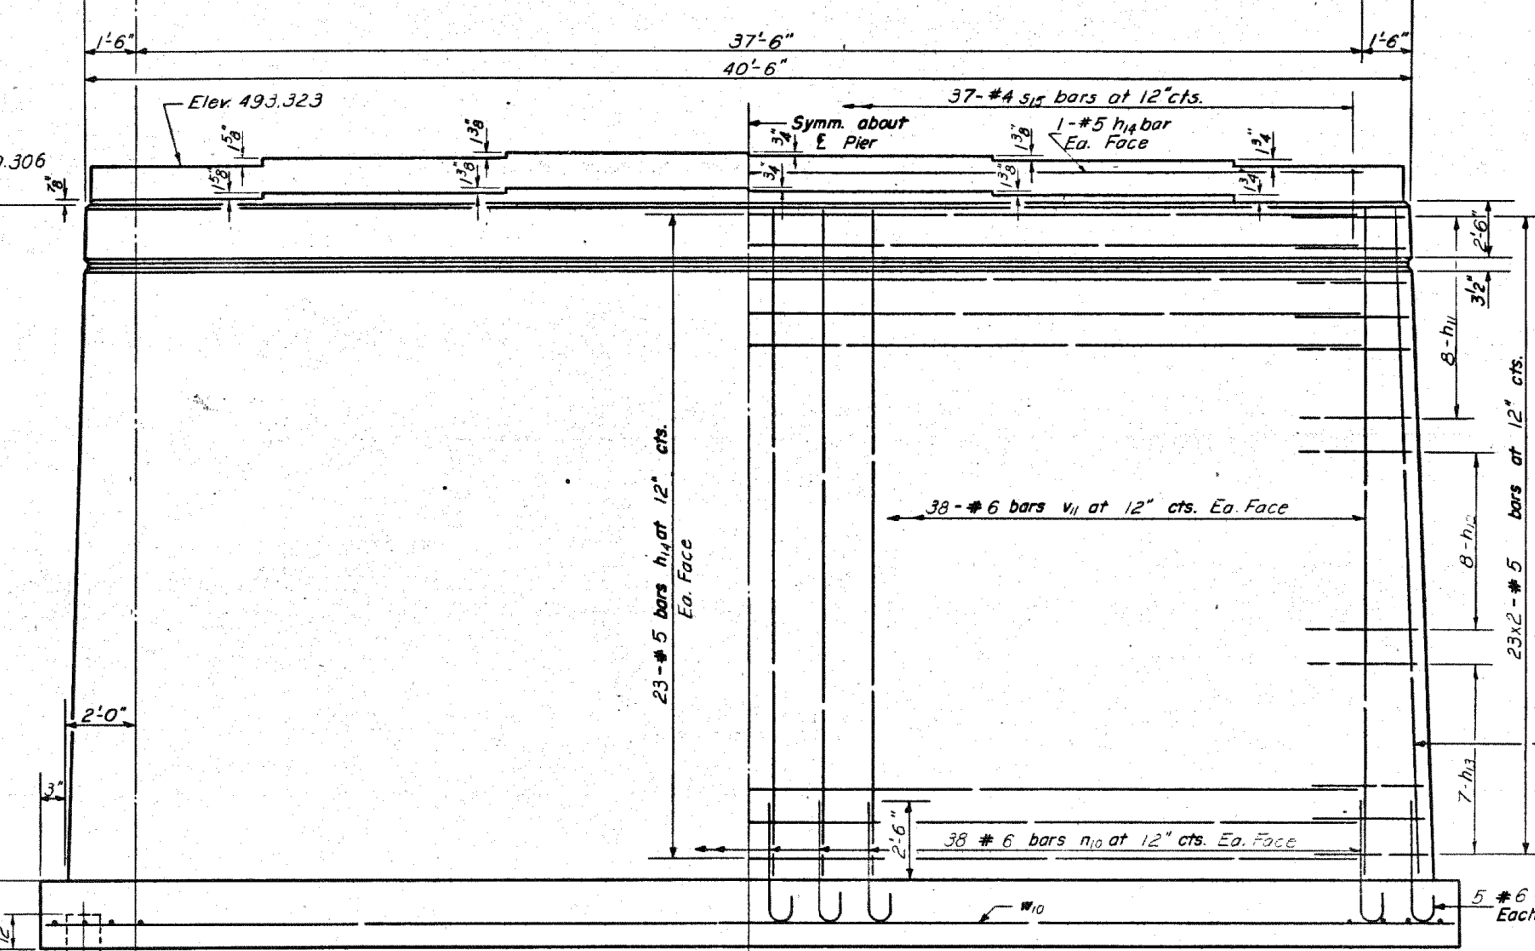 1'-6" 37'-6" 1'-6"
40'-6"
Elev. 493.323
37-#4 s15 bars at 12"cts.
Symm. about
℄ Pier
1-#5 h14 bar
Ea. Face
.306
7/8"
1 5/8"
1 5/8"
1 3/8"
1 3/8"
3/4"
3/4"
1 3/8"
1 3/8"
1 3/4"
1 3/4"
2'-6"
3 1/2"
8-h11
8-h12
7-h13
23x2-#5 bars at 12" cts.
23-#5 bars h14 at 12" cts.
Ea. Face
38-#6 bars v11 at 12" cts. Ea. Face
2'-0"
3"
2'-6"
38 #6 bars n10 at 12" cts. Ea. Face
w10
5 #6
Each
12"